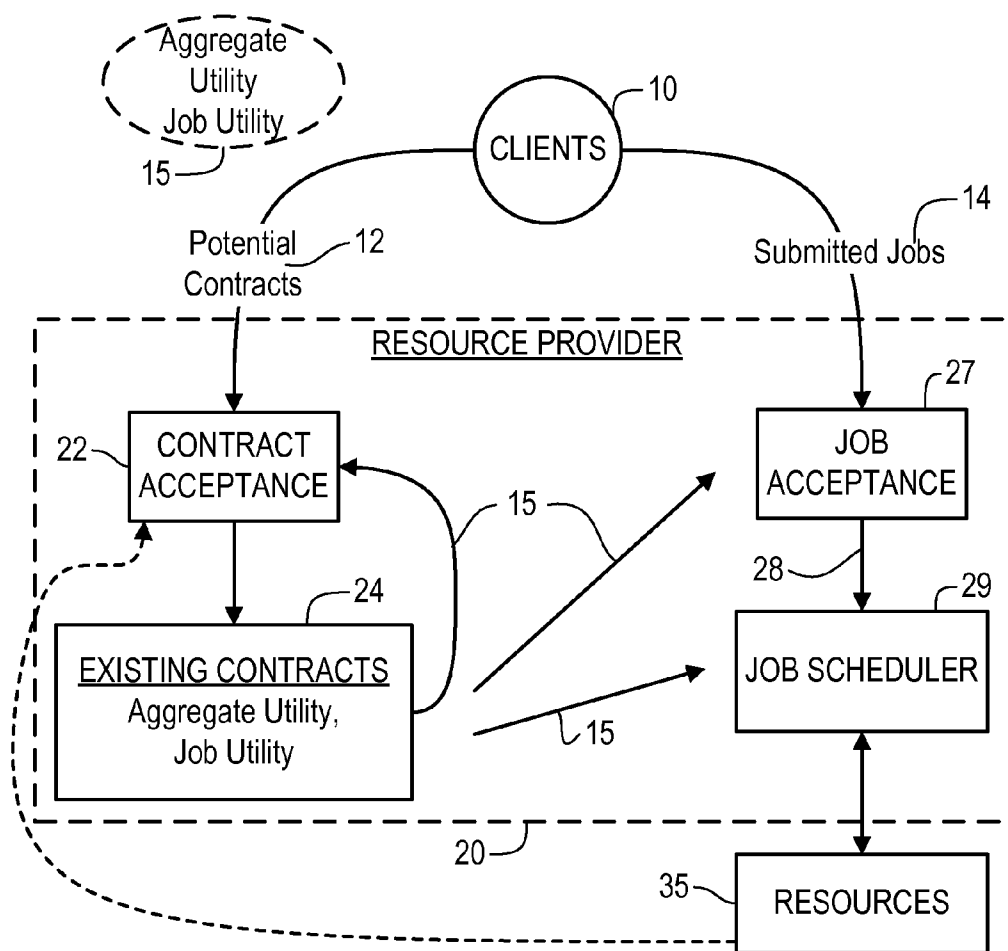 Aggregate
Utility
Job Utility
15
10
CLIENTS
14
Potential
Contracts
12
Submitted Jobs
RESOURCE PROVIDER
27
22
CONTRACT
ACCEPTANCE
JOB
ACCEPTANCE
15
28
24
29
EXISTING CONTRACTS
Aggregate Utility,
Job Utility
JOB SCHEDULER
15
20
35
RESOURCES